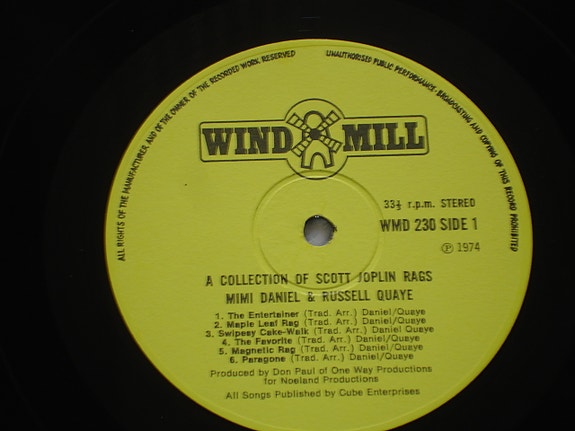 ALL RIGHTS OF THE MANUFACTURER AND OF THE OWNER OF THE RECORDED WORK RESERVED
UNAUTHORISED PUBLIC PERFORMANCE, BROADCASTING AND COPYING OF THIS RECORD PROHIBITED
WIND MILL
33⅓ r.p.m. STEREO
WMD 230 SIDE 1
Ⓟ 1974
A COLLECTION OF SCOTT JOPLIN RAGS
MIMI DANIEL & RUSSELL QUAYE
1. The Entertainer (Trad. Arr.) Daniel/Quaye
2. Maple Leaf Rag (Trad. Arr.) Daniel/Quaye
3. Swipesy Cake-Walk (Trad. Arr.) Daniel Quaye
4. The Favorite (Trad. Arr.) Daniel/Quaye
5. Magnetic Rag (Trad. Arr.) Daniel/Quaye
6. Paragone (Trad. Arr.) Daniel/Quaye
Produced by Don Paul of One Way Productions
for Noeland Productions
All Songs Published by Cube Enterprises